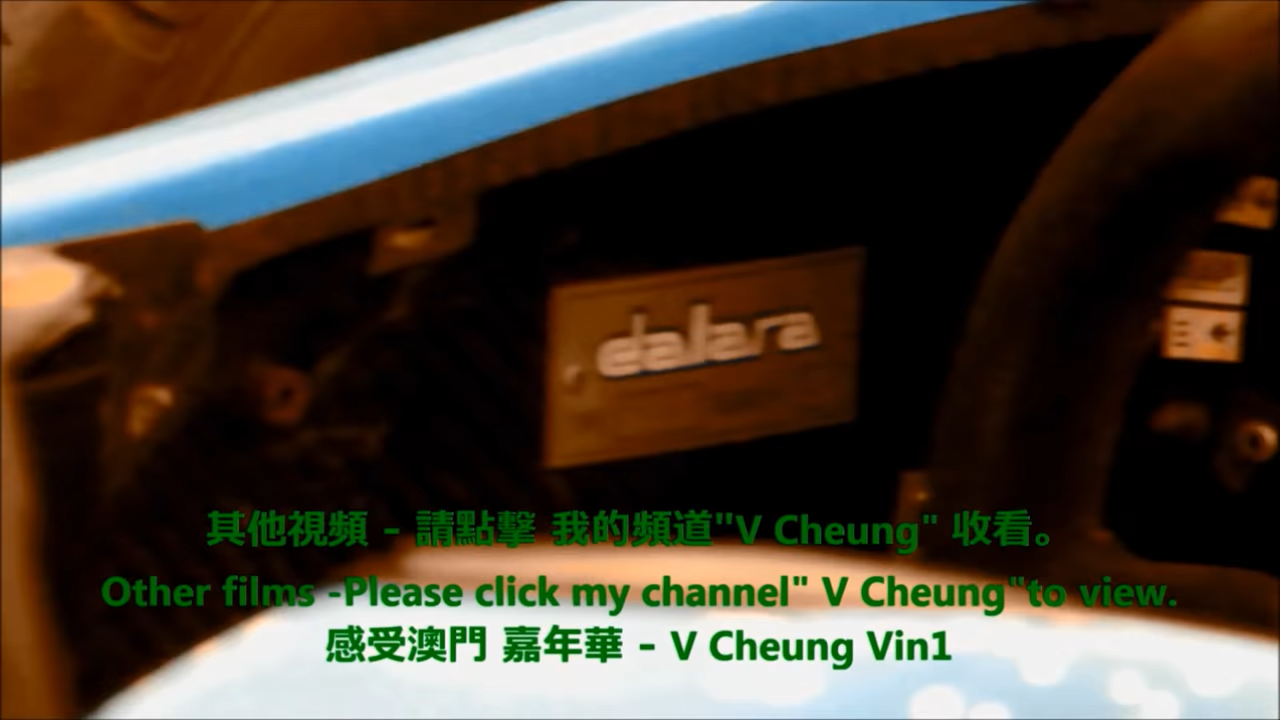 dallara
其他視頻 - 請點擊 我的頻道"V Cheung" 收看。
Other films -Please click my channel" V Cheung"to view.
感受澳門 嘉年華 - V Cheung Vin1